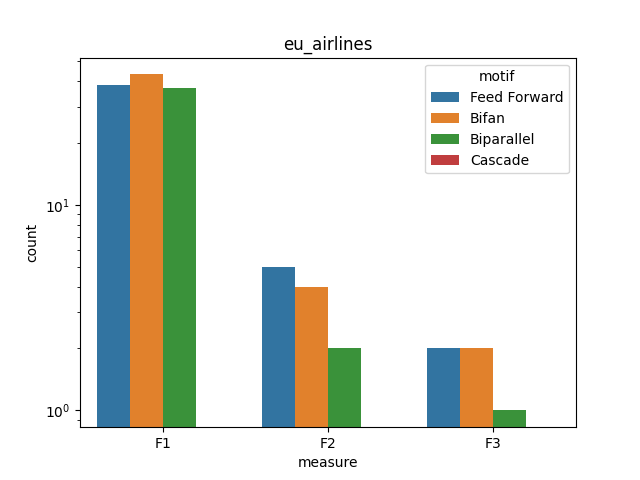 eu_airlines
motif
Feed Forward
Bifan
Biparallel
Cascade
count
10¹
10⁰
F1 F2 F3
measure